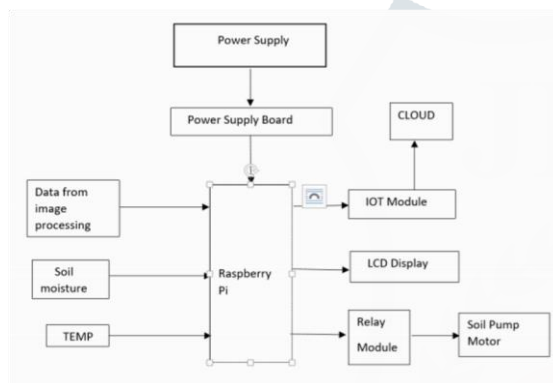 Power Supply
Power Supply Board
CLOUD
Data from
image
processing
IOT Module
Soil
moisture
Raspberry
Pi
LCD Display
TEMP
Relay
Module
Soil Pump
Motor